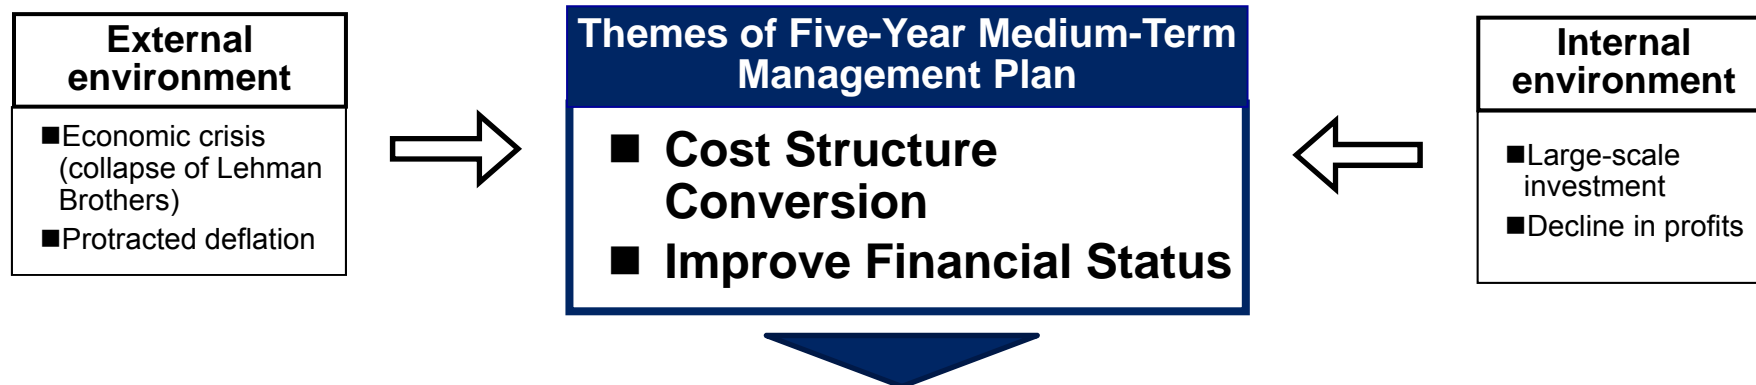 External
environment
■Economic crisis
(collapse of Lehman
Brothers)
■Protracted deflation
Themes of Five-Year Medium-Term
Management Plan
■ Cost Structure
Conversion
■ Improve Financial Status
Internal
environment
■Large-scale
investment
■Decline in profits